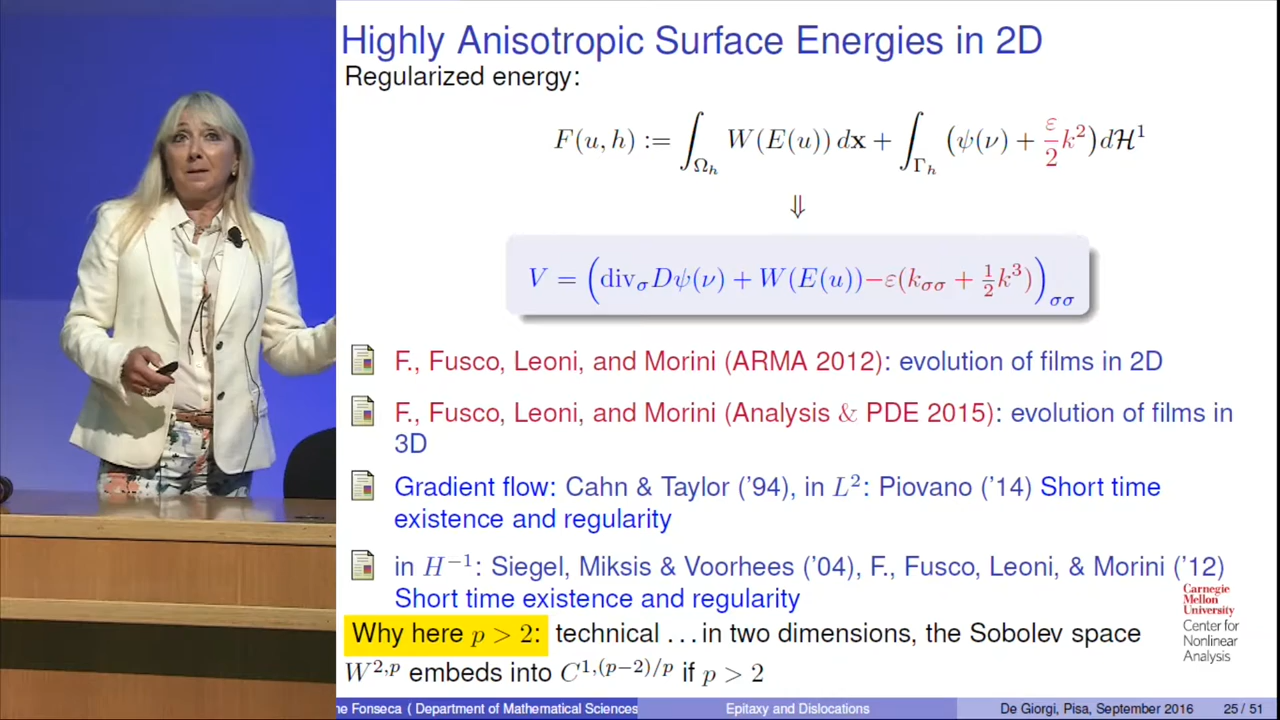 Highly Anisotropic Surface Energies in 2D
Regularized energy:
F(u, h) := ∫_{Ω_h} W(E(u)) dx + ∫_{Γ_h} (ψ(ν) + ε/2 k²) dℋ¹
⇓
V = (div_σ Dψ(ν) + W(E(u)) −ε(k_{σσ} + ½k³))_{σσ}
F., Fusco, Leoni, and Morini (ARMA 2012): evolution of films in 2D
F., Fusco, Leoni, and Morini (Analysis & PDE 2015): evolution of films in
3D
Gradient flow: Cahn & Taylor ('94), in L²: Piovano ('14) Short time
existence and regularity
in H⁻¹: Siegel, Miksis & Voorhees ('04), F., Fusco, Leoni, & Morini ('12)
Short time existence and regularity
Why here p > 2: technical ... in two dimensions, the Sobolev space
W^{2,p} embeds into C^{1,(p−2)/p} if p > 2
Carnegie
Mellon
University
Center for
Nonlinear
Analysis
ne Fonseca ( Department of Mathematical Sciences
Epitaxy and Dislocations
De Giorgi, Pisa, September 2016
25 / 51